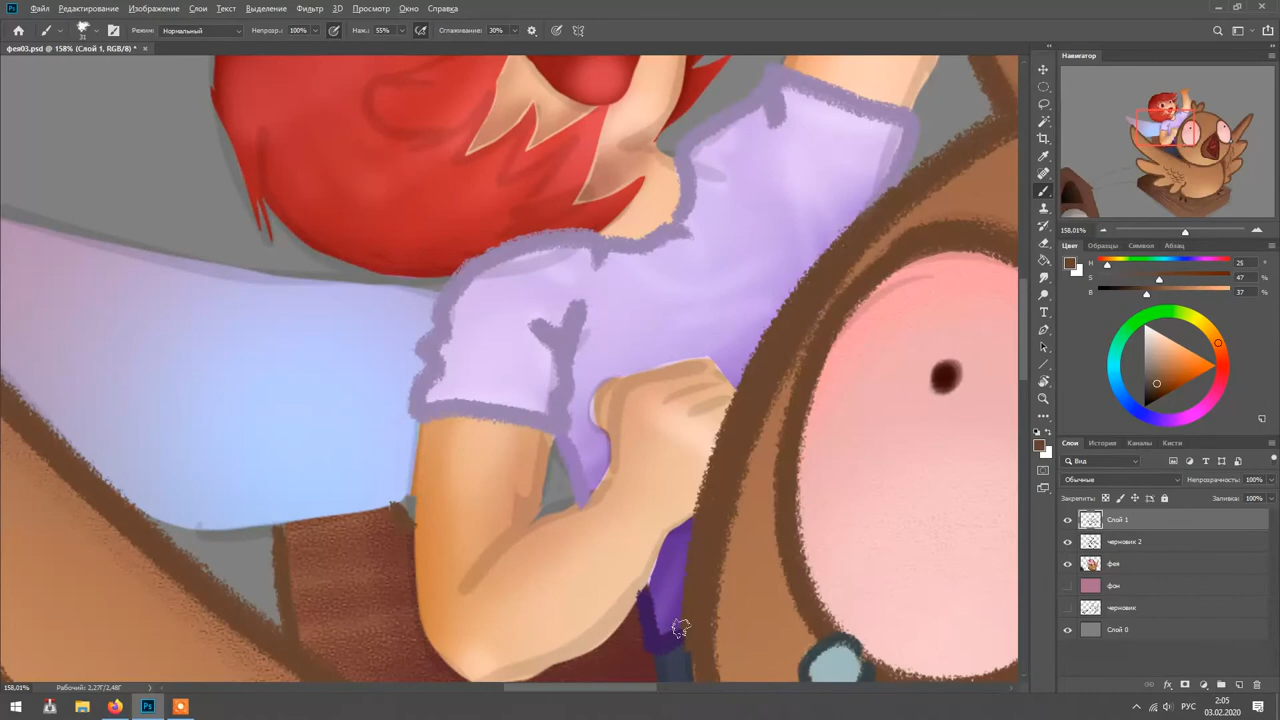 Файл Редактирование Изображение Слои Текст Выделение Фильтр 3D Просмотр Окно Справка
31 Режим: Нормальный Непрозр.: 100% Наж.: 55% Сглаживание: 30%
фея03.psd @ 158% (Слой 1, RGB/8) * ×
Навигатор
158,01%
Цвет Образцы Символ Абзац
H 25 °
S 47 %
B 37 %
Слои История Каналы Кисти
Вид
Обычные Непрозрачность: 100%
Закрепить: Заливка: 100%
Слой 1
черновик 2
фея
фон
черновик
Слой 0
158,01% Рабочий: 2,27Г/2,48Г
Ps РУС 2:05
03.02.2020